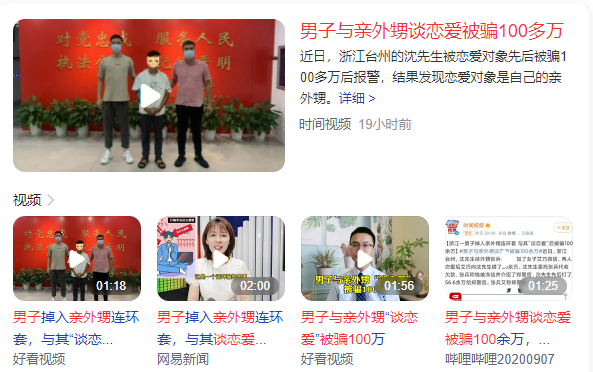 对党忠诚 服务人民
男子与亲外甥谈恋爱被骗100多万
近日，浙江台州的沈先生被恋爱对象先后被骗1
00多万后报警，结果发现恋爱对象是自己的亲
外甥。详细 >
时间视频 19小时前
视频 >
01:18
02:00
男子与亲外甥"谈恋爱"
被骗100
01:56
01:25
男子掉入亲外甥连环
套，与其“谈恋...
好看视频
男子掉入亲外甥连环
套，与其谈恋爱...
网易新闻
男子与亲外甥“谈恋
爱”被骗100万
好看视频
男子与亲外甥谈恋爱
被骗100余万，...
哔哩哔哩20200907